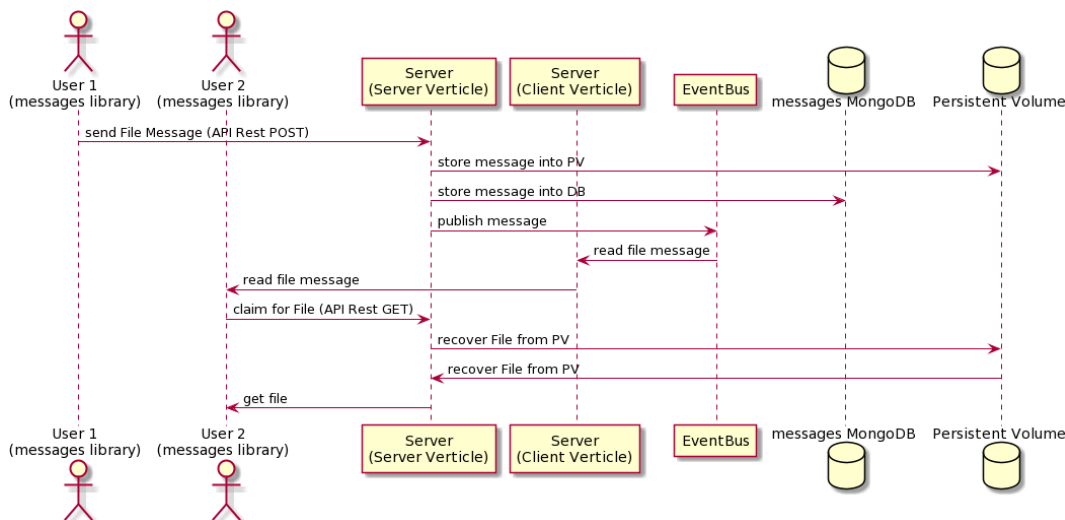 User 1
(messages library)
User 2
(messages library)
Server
(Server Verticle)
Server
(Client Verticle)
EventBus
messages MongoDB
Persistent Volume
send File Message (API Rest POST)
store message into PV
store message into DB
publish message
read file message
read file message
claim for File (API Rest GET)
recover File from PV
recover File from PV
get file
User 1
(messages library)
User 2
(messages library)
Server
(Server Verticle)
Server
(Client Verticle)
EventBus
messages MongoDB
Persistent Volume